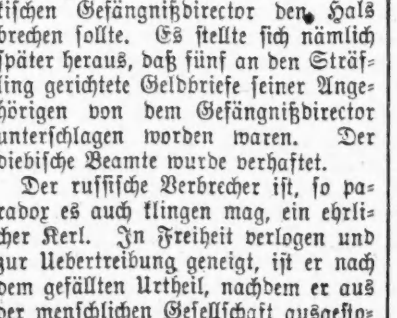 tischen Gefängnißdirector den Hals
brechen sollte. Es stellte sich nämlich
später heraus, daß fünf an den Sträf-
ling gerichtete Geldbriefe seiner Ange-
hörigen von dem Gefängnißdirector
unterschlagen worden waren. Der
diebische Beamte wurde verhaftet.
Der russische Verbrecher ist, so pa-
radox es auch klingen mag, ein ehrli-
cher Kerl. In Freiheit verlogen und
zur Uebertreibung geneigt, ist er nach
dem gefällten Urtheil, nachdem er aus
der menschlichen Gesellschaft ausgesto-